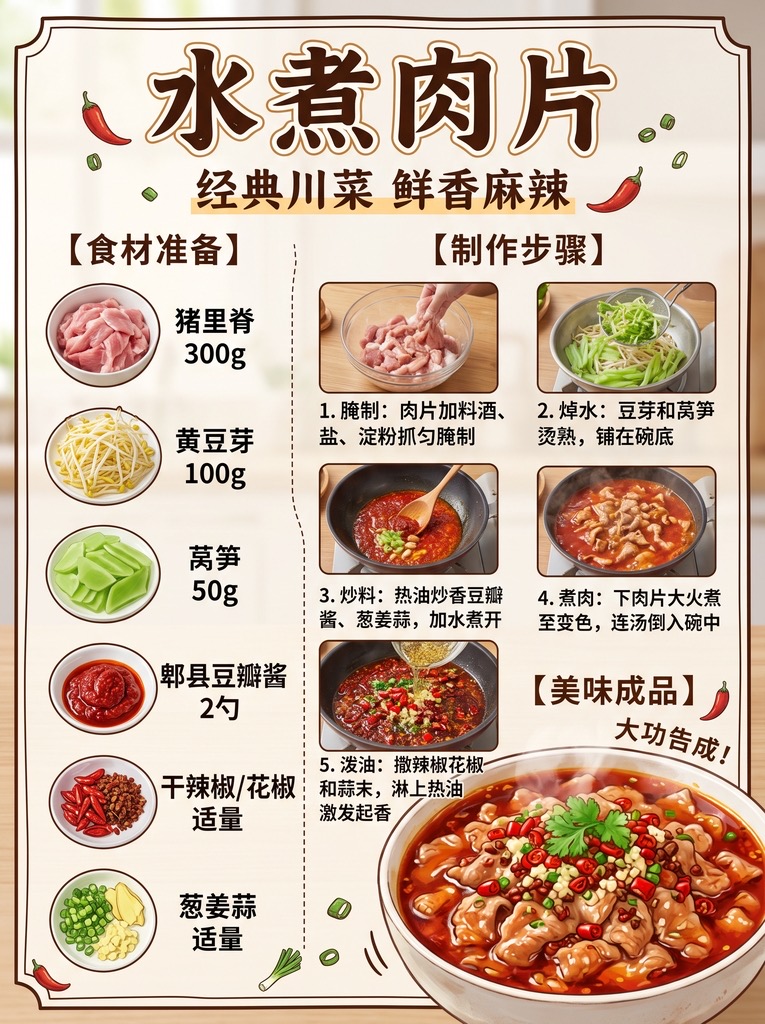 水煮肉片
经典川菜 鲜香麻辣
【食材准备】
猪里脊
300g
黄豆芽
100g
莴笋
50g
郫县豆瓣酱
2勺
干辣椒/花椒
适量
葱姜蒜
适量
【制作步骤】
1. 腌制：肉片加料酒、
盐、淀粉抓匀腌制
2. 焯水：豆芽和莴笋
烫熟，铺在碗底
3. 炒料：热油炒香豆瓣
酱、葱姜蒜，加水煮开
4. 煮肉：下肉片大火煮
至变色，连汤倒入碗中
5. 泼油：撒辣椒花椒
和蒜末，淋上热油
激发起香
【美味成品】
大功告成！